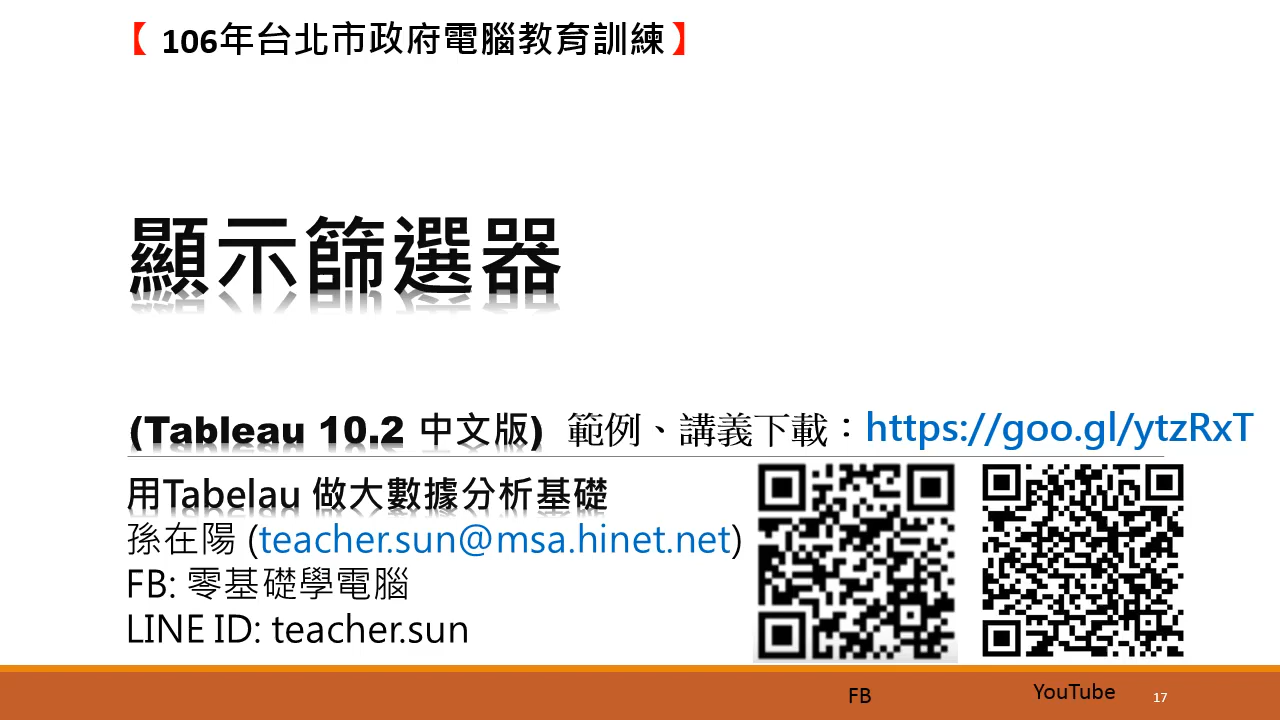 【 106年台北市政府電腦教育訓練】
顯示篩選器
(Tableau 10.2 中文版) 範例、講義下載：https://goo.gl/ytzRxT
用Tabelau 做大數據分析基礎
孫在陽 (teacher.sun@msa.hinet.net)
FB: 零基礎學電腦
LINE ID: teacher.sun
FB
YouTube
17